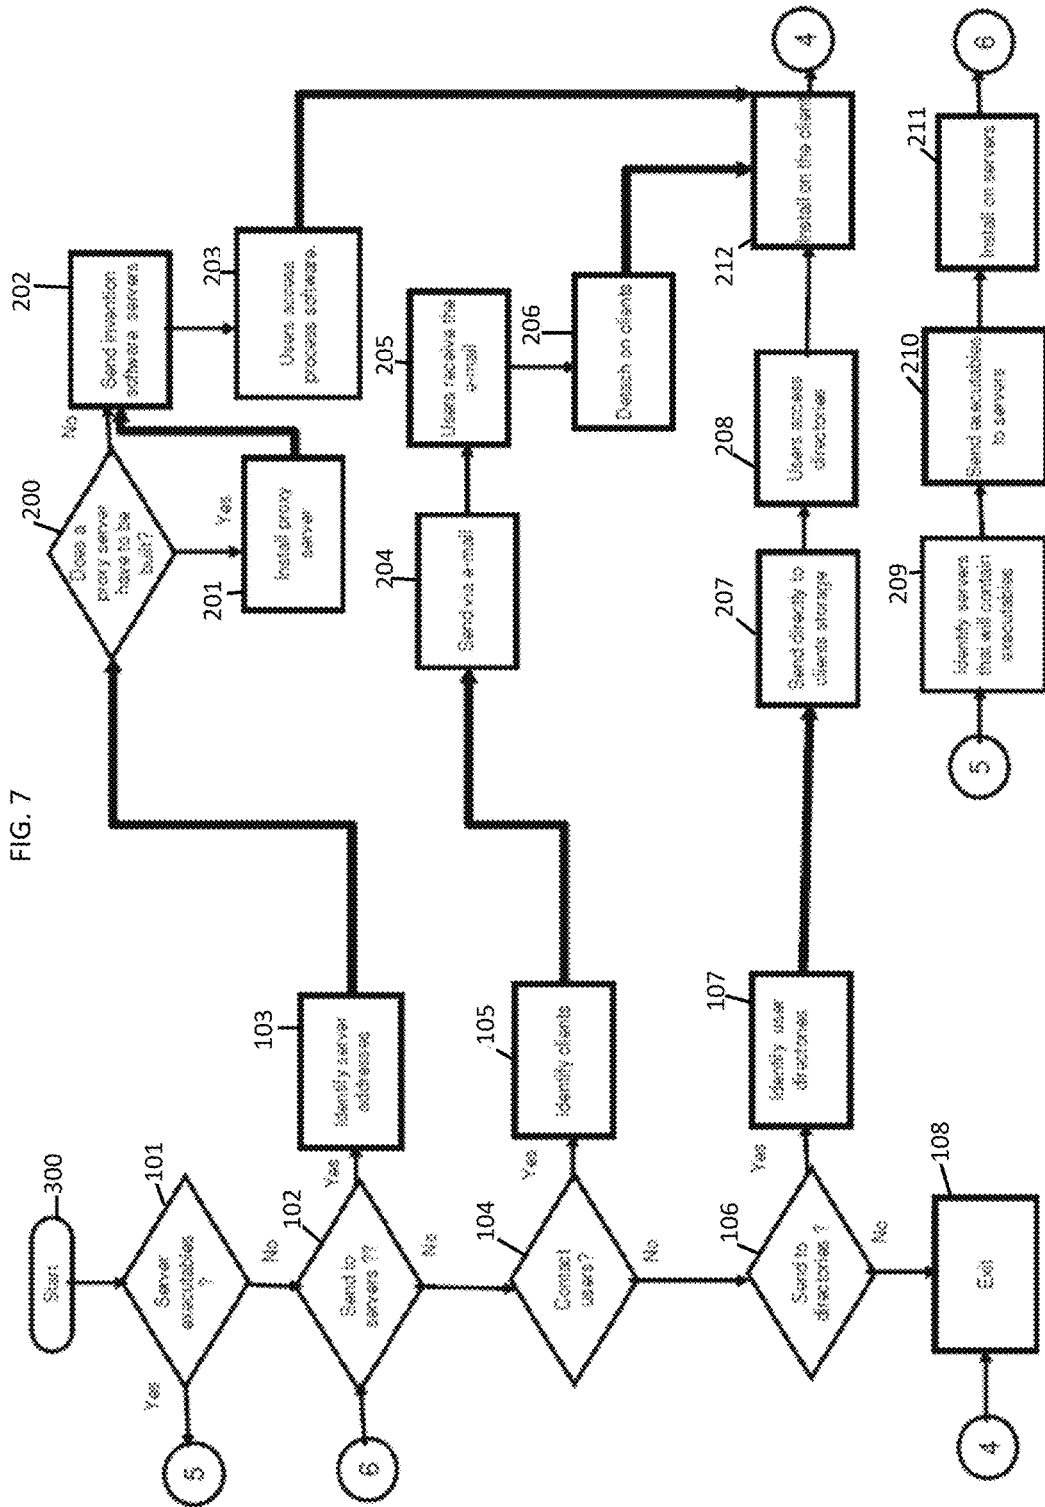 FIG. 7
300
Start
101
Server
executables
?
Yes
No
5
102
Send to
servers ??
Yes
No
6
103
Identify server
addresses
104
Contact
users?
Yes
No
105
Identify clients
106
Send to
directories ?
Yes
No
107
Identify user
directories
108
Exit
4
200
Does a
proxy server
have to be
built?
No
Yes
201
Install proxy
server
202
Send invention
software servers
203
Users access
process software.
204
Send via e-mail
205
Users receive the
e-mail
206
Detach on clients
207
Send directly to
clients storage
208
Users access
directories
212
Install on the client
4
5
209
Identify servers
that will contain
executables
210
Send executables
to servers
211
Install on servers
6